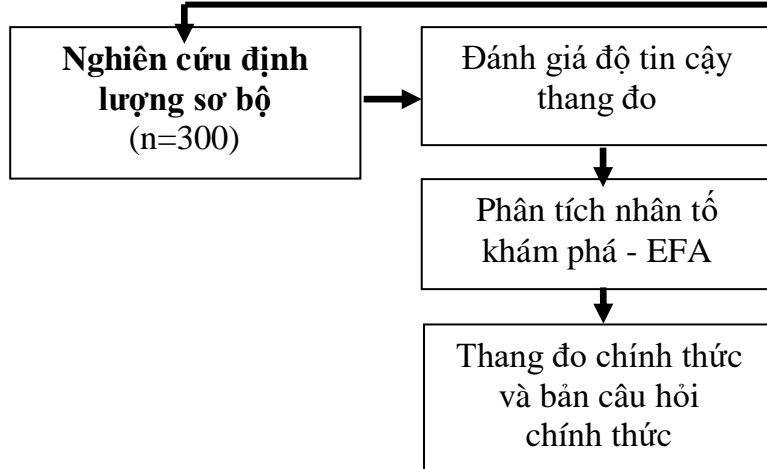 Nghiên cứu định
lượng sơ bộ
(n=300)
Đánh giá độ tin cậy
thang đo
Phân tích nhân tố
khám phá - EFA
Thang đo chính thức
và bản câu hỏi
chính thức